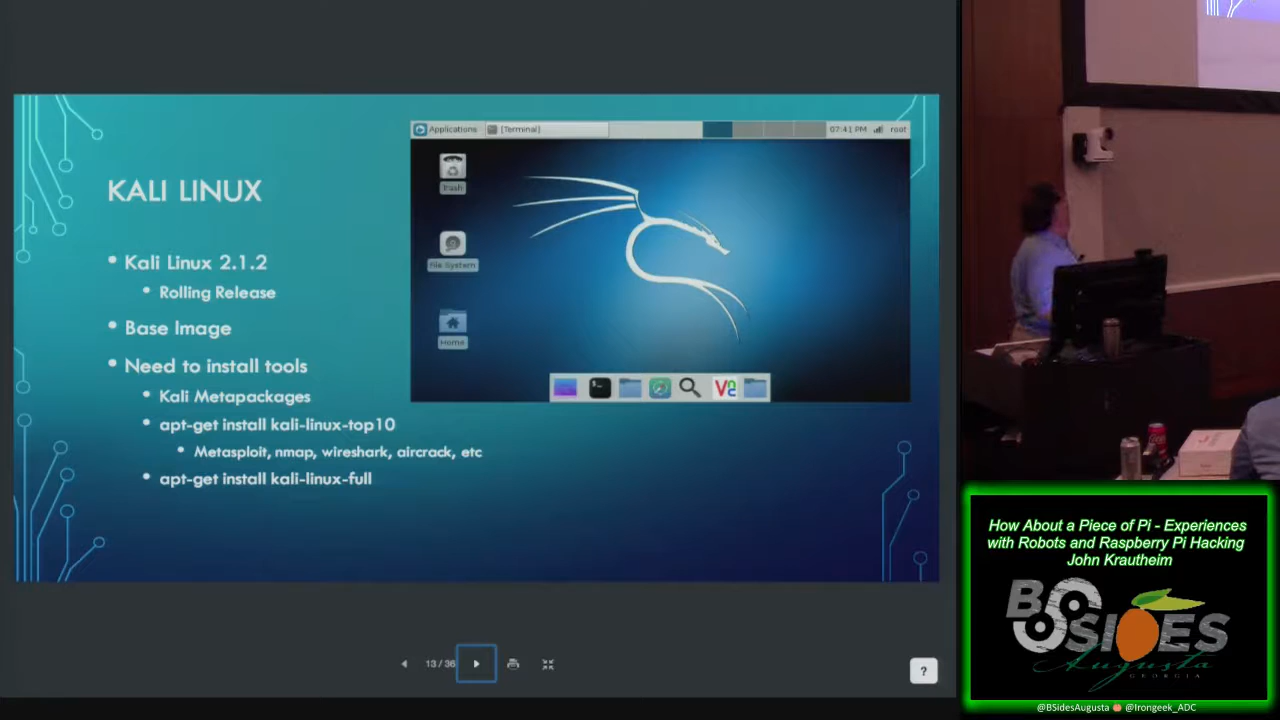 KALI LINUX
• Kali Linux 2.1.2
• Rolling Release
• Base Image
• Need to install tools
• Kali Metapackages
• apt-get install kali-linux-top10
• Metasploit, nmap, wireshark, aircrack, etc
• apt-get install kali-linux-full
Applications
[Terminal]
07:41 PM
root
Trash
File System
Home
VNC
13 / 36
?
How About a Piece of Pi - Experiences
with Robots and Raspberry Pi Hacking
John Krautheim
BSIDES
Augusta
GEORGIA
@BSidesAugusta @Irongeek_ADC